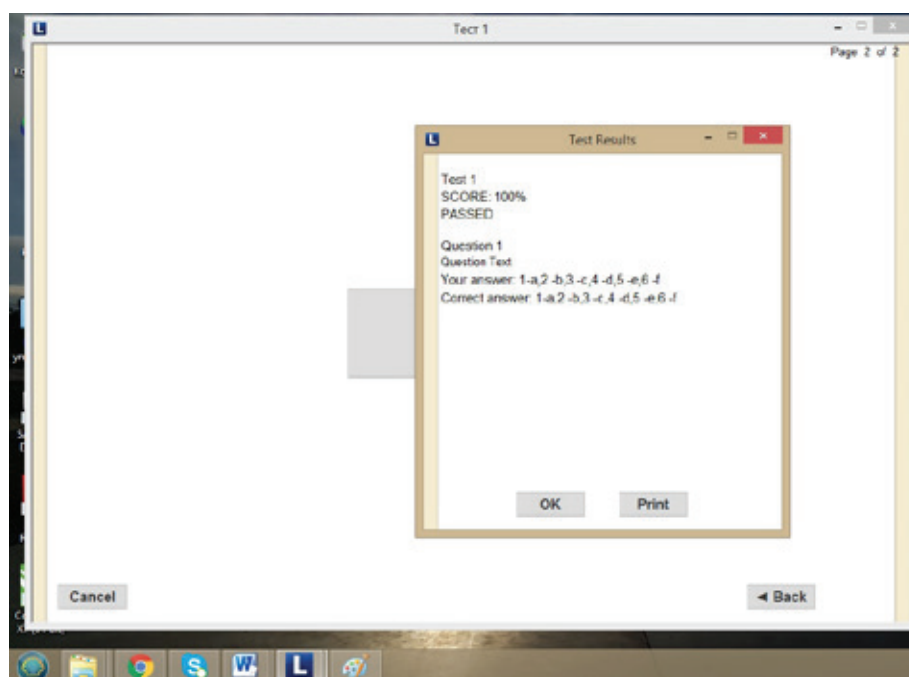 Тест 1
Page 2 of 2
Test Results
Test 1
SCORE: 100%
PASSED
Question 1
Question Text
Your answer: 1-a,2 -b,3 -c,4 -d,5 -e,6 -f
Correct answer: 1-a,2 -b,3 -c,4 -d,5 -e,6 -f
OK
Print
Cancel
◄ Back